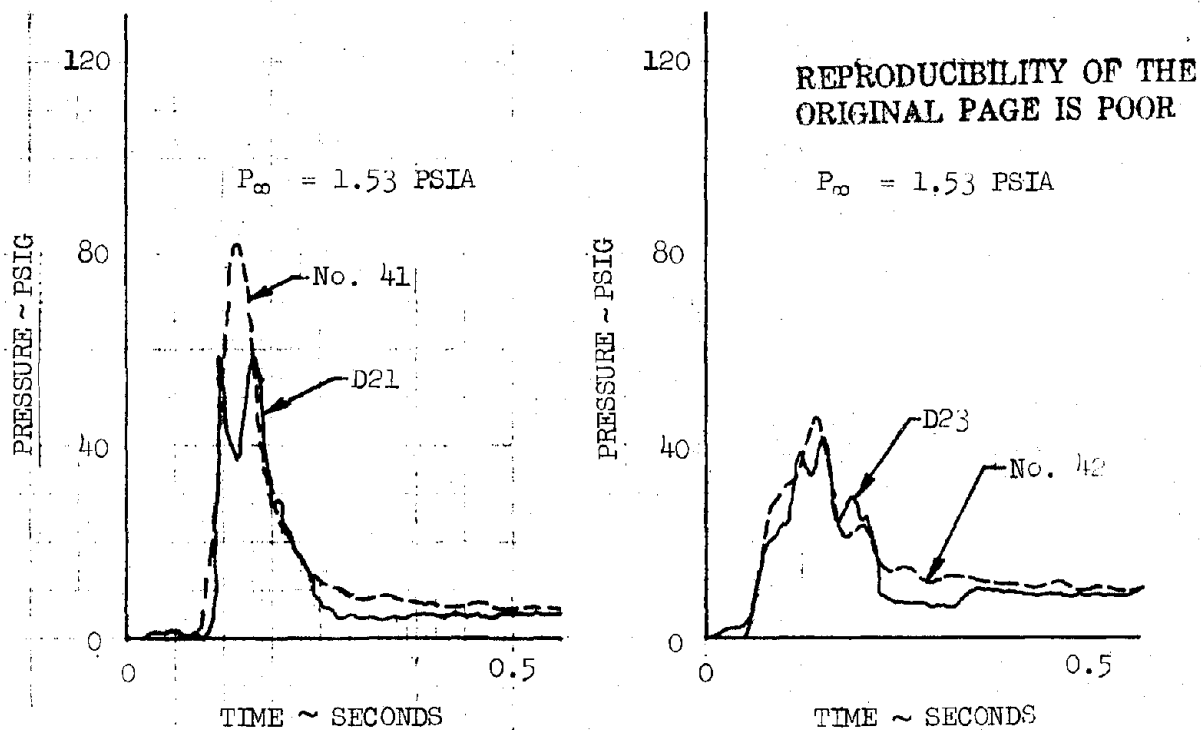 120
80
40
0
PRESSURE ~ PSIG
P∞ = 1.53 PSIA
No. 41
D21
0
0.5
TIME ~ SECONDS
REPRODUCIBILITY OF THE
ORIGINAL PAGE IS POOR
120
80
40
0
PRESSURE ~ PSIG
P∞ = 1.53 PSIA
D23
No. 42
0
0.5
TIME ~ SECONDS